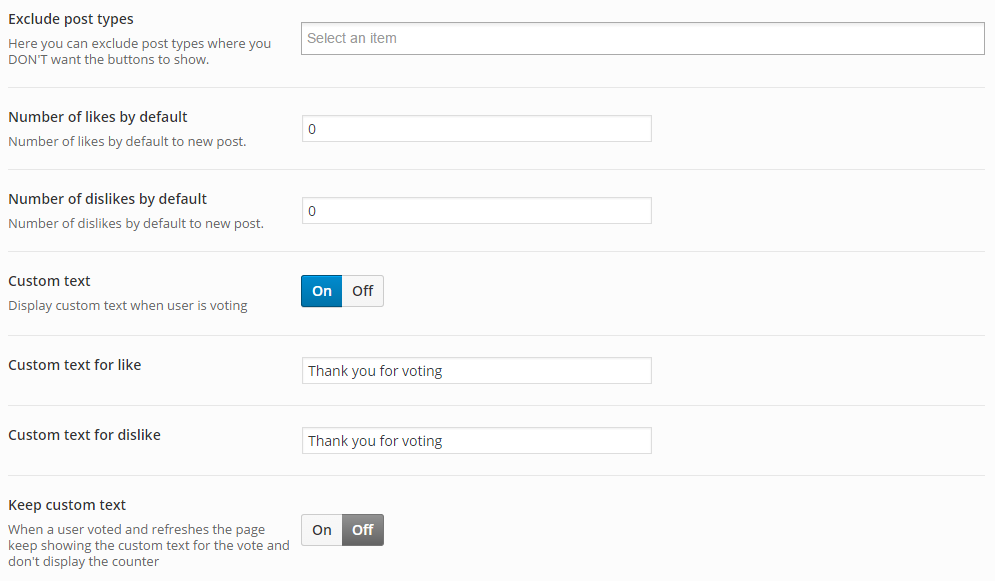 Exclude post types
Here you can exclude post types where you
DON'T want the buttons to show.
Select an item
Number of likes by default
Number of likes by default to new post.
0
Number of dislikes by default
Number of dislikes by default to new post.
0
Custom text
Display custom text when user is voting
On Off
Custom text for like
Thank you for voting
Custom text for dislike
Thank you for voting
Keep custom text
When a user voted and refreshes the page
keep showing the custom text for the vote and
don't display the counter
On Off